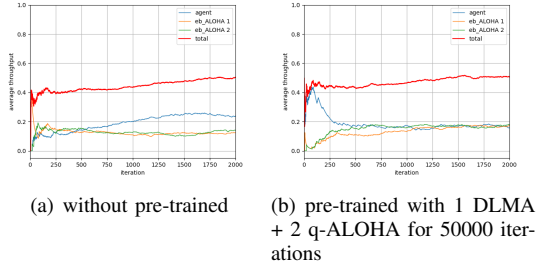 1.0
0.8
0.6
0.4
0.2
0.0
average throughput
agent
eb_ALOHA 1
eb_ALOHA 2
total
0 250 500 750 1000 1250 1500 1750 2000
iteration
(a) without pre-trained
1.0
0.8
0.6
0.4
0.2
0.0
average throughput
agent
eb_ALOHA 1
eb_ALOHA 2
total
0 250 500 750 1000 1250 1500 1750 2000
iteration
(b) pre-trained with 1 DLMA
+ 2 q-ALOHA for 50000 iter-
ations